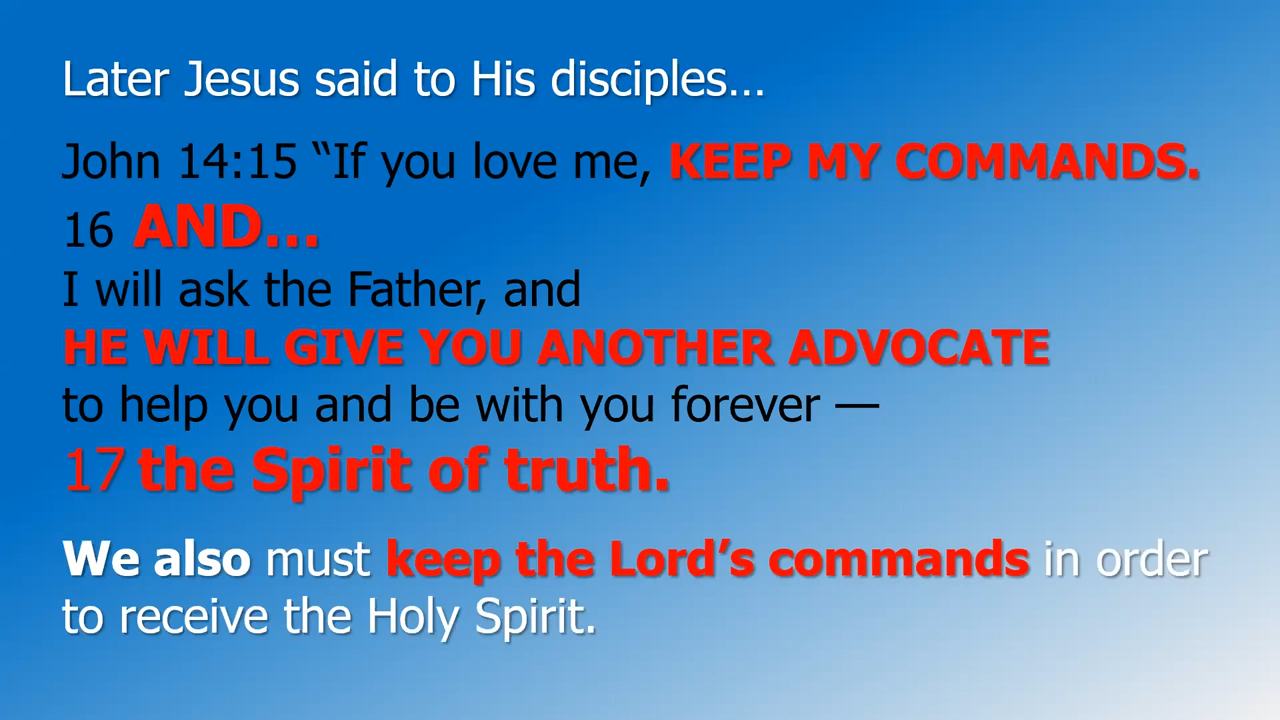 Later Jesus said to His disciples…
John 14:15 “If you love me, KEEP MY COMMANDS.
16 AND…
I will ask the Father, and
HE WILL GIVE YOU ANOTHER ADVOCATE
to help you and be with you forever —
17 the Spirit of truth.
We also must keep the Lord’s commands in order
to receive the Holy Spirit.